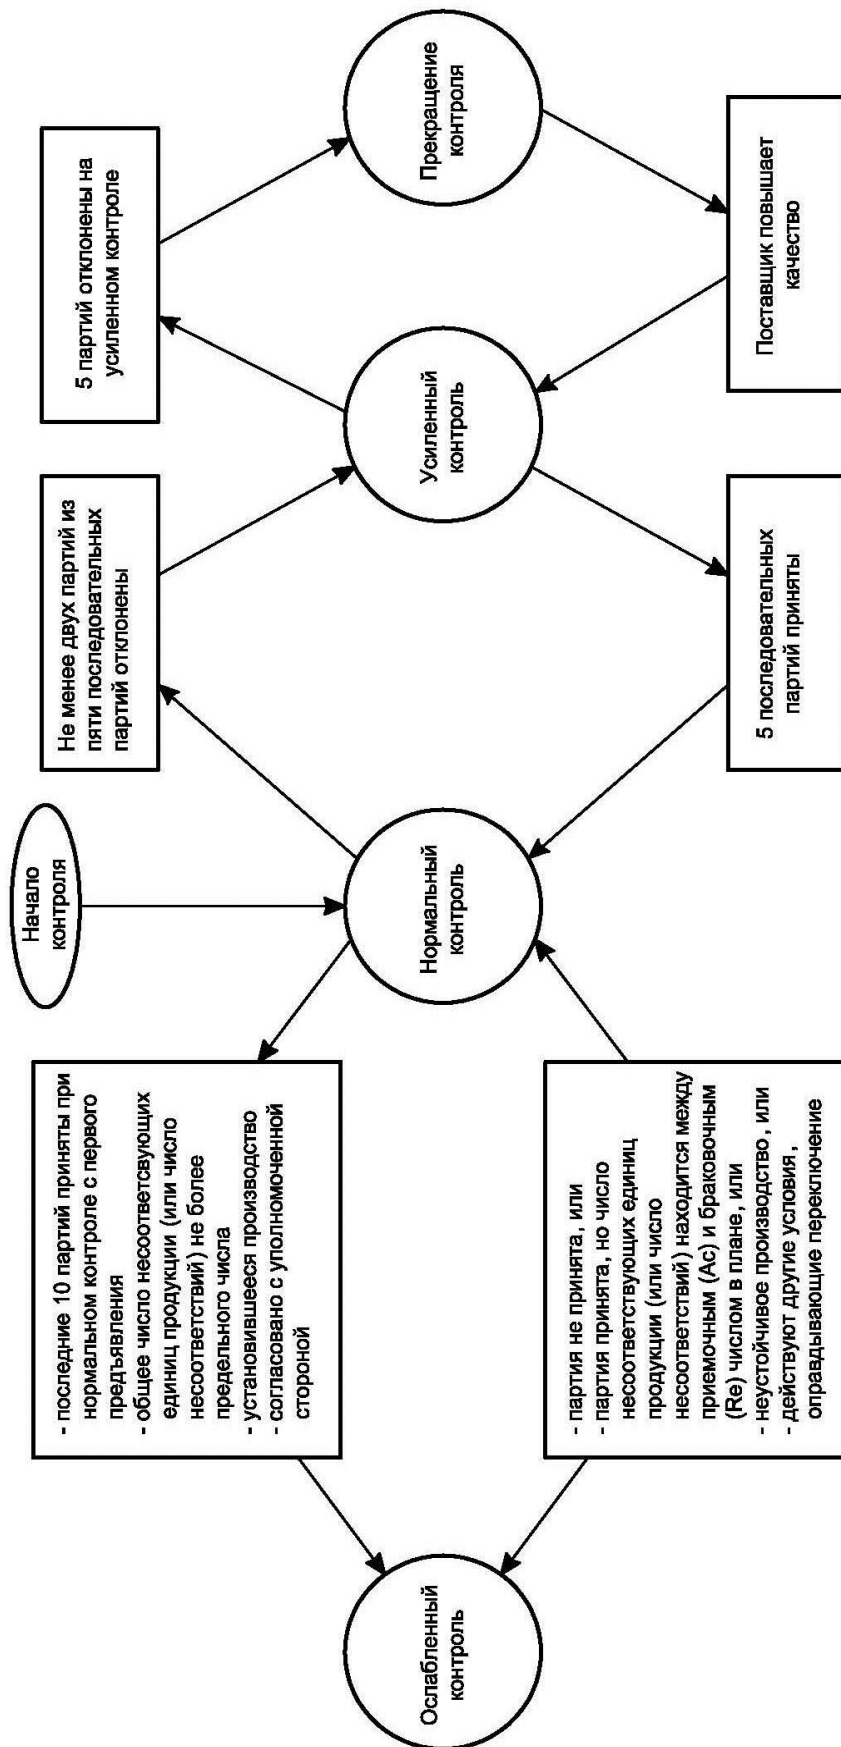 Начало
контроля
- последние 10 партий приняты при
нормальном контроле с первого
предъявления
- общее число несоответсвующих
единиц продукции (или число
несоответствий) не более
предельного числа
- установившееся производство
- согласовано с уполномоченной
стороной
Не менее двух партий из
пяти последовательных
партий отклонены
5 партий отклонены на
усиленном контроле
Ослабленный
контроль
Нормальный
контроль
Усиленный
контроль
Прекращение
контроля
- партия не принята, или
- партия принята, но число
несоответствующих единиц
продукции (или число
несоответствий) находится между
приемочным (Ac) и браковочным
(Re) числом в плане, или
- неустойчивое производство, или
- действуют другие условия,
оправдывающие переключение
5 последовательных
партий приняты
Поставщик повышает
качество